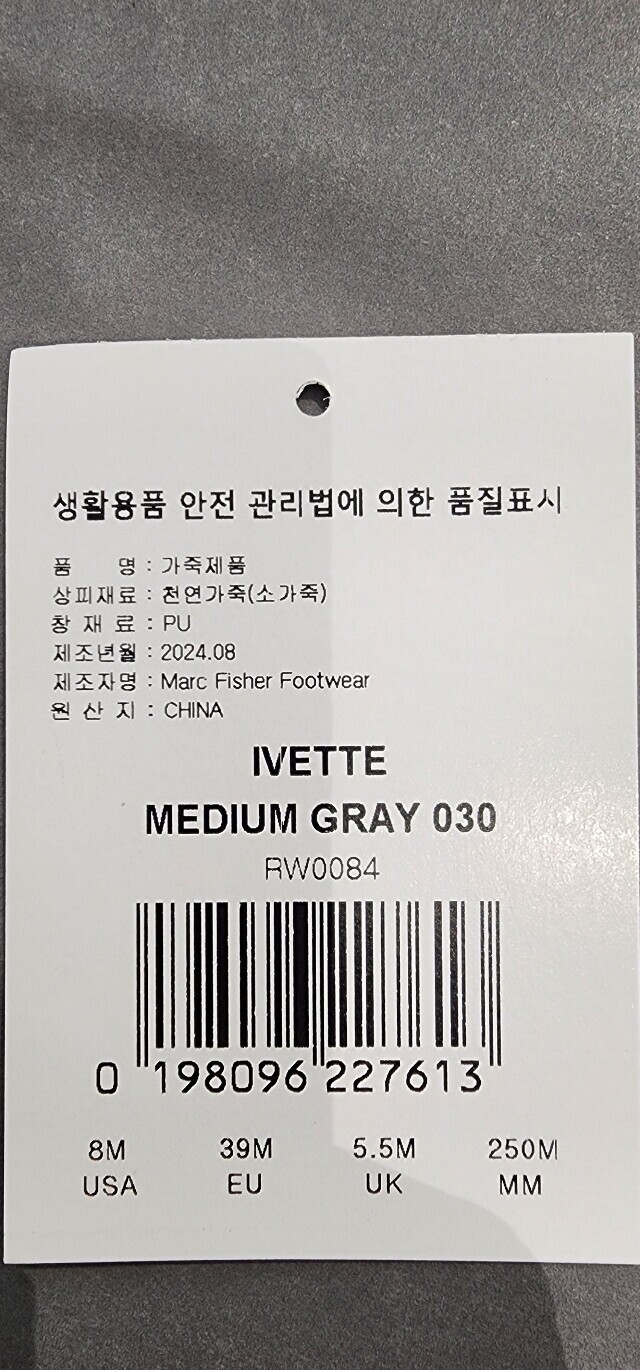 생활용품 안전 관리법에 의한 품질표시
품 명 : 가죽제품
상피재료 : 천연가죽(소가죽)
창 재 료 : PU
제조년월 : 2024.08
제조자명 : Marc Fisher Footwear
원 산 지 : CHINA
IVETTE
MEDIUM GRAY 030
RW0084
0 198096 227613
8M 39M 5.5M 250M
USA EU UK MM